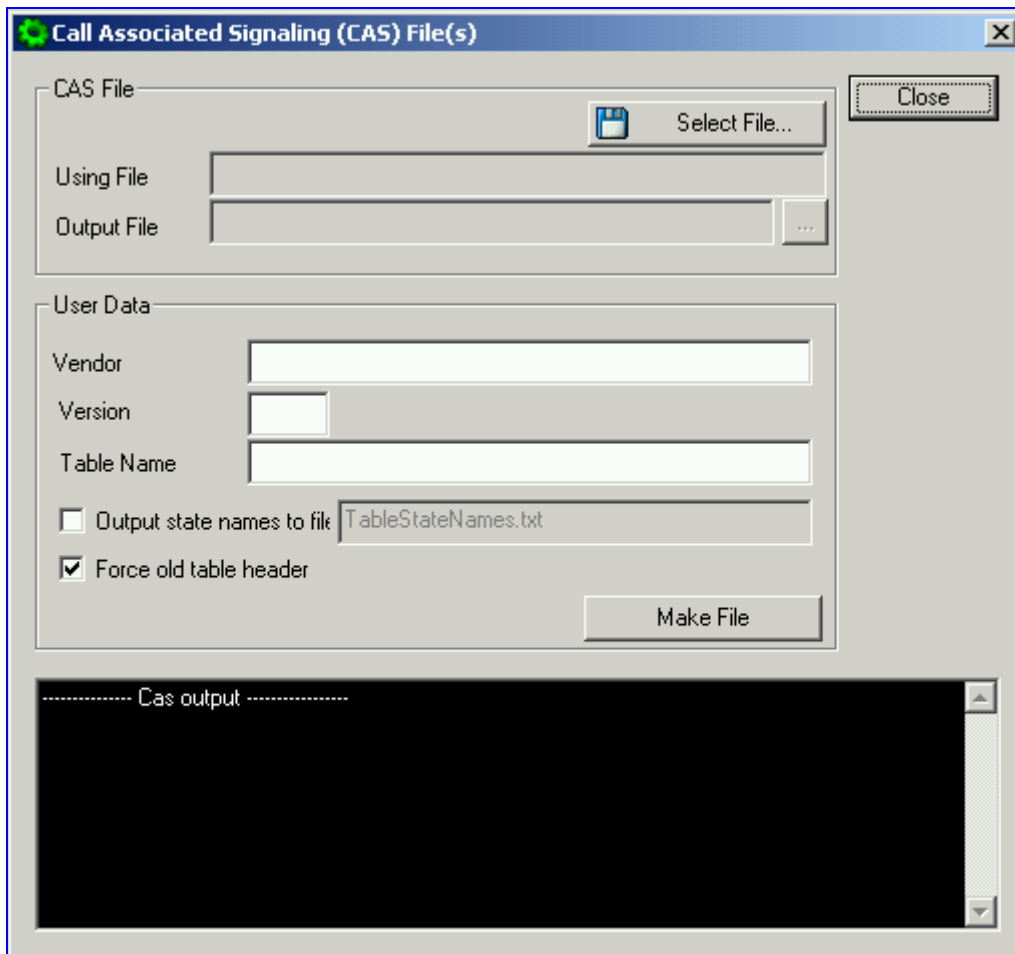 Call Associated Signaling (CAS) File(s)
CAS File
Close
Select File...
Using File
Output File
...
User Data
Vendor
Version
Table Name
Output state names to file
TableStateNames.txt
Force old table header
Make File
--------------- Cas output -----------------